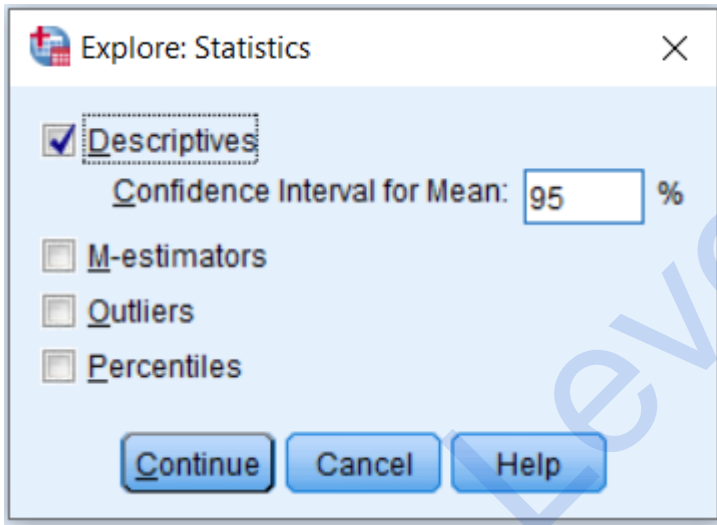 Explore: Statistics
Descriptives
Confidence Interval for Mean: 95 %
M-estimators
Outliers
Percentiles
Continue Cancel Help